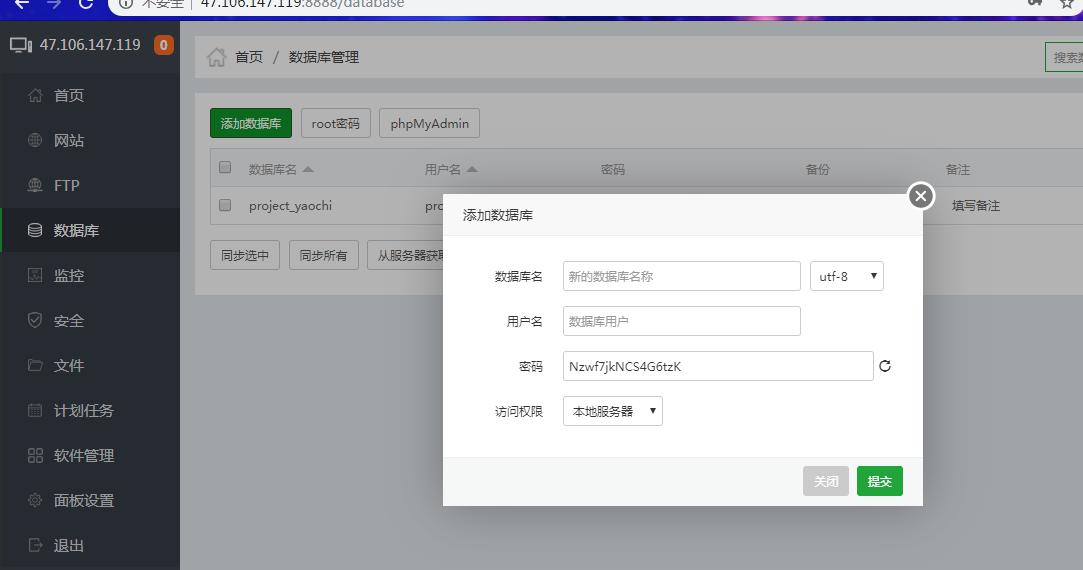 不安全 | 47.106.147.119:8888/database
47.106.147.119 0
首页 / 数据库管理
首页
网站
FTP
数据库
监控
安全
文件
计划任务
软件管理
面板设置
退出
添加数据库 root密码 phpMyAdmin
数据库名 用户名 密码 备份 备注
project_yaochi 填写备注
同步选中 同步所有 从服务器获
添加数据库
数据库名 新的数据库名称 utf-8
用户名 数据库用户
密码 Nzwf7jkNCS4G6tzK
访问权限 本地服务器
关闭 提交